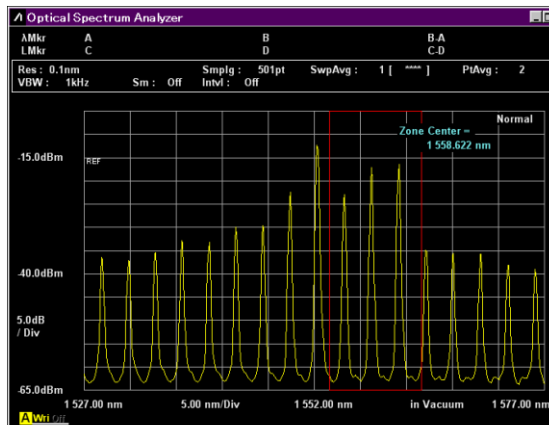 Optical Spectrum Analyzer
λMkr A B B-A
LMkr C D C-D
Res : 0.1nm Smplg : 501pt SwpAvg : 1 [ **** ] PtAvg : 2
VBW : 1kHz Sm : Off Intvl : Off
Normal
Zone Center =
1 558.622 nm
-15.0dBm
REF
-40.0dBm
5.0dB
/ Div
-65.0dBm
1 527.00 nm 5.00 nm/Div 1 552.00 nm in Vacuum 1 577.00 nm
A Wri Off